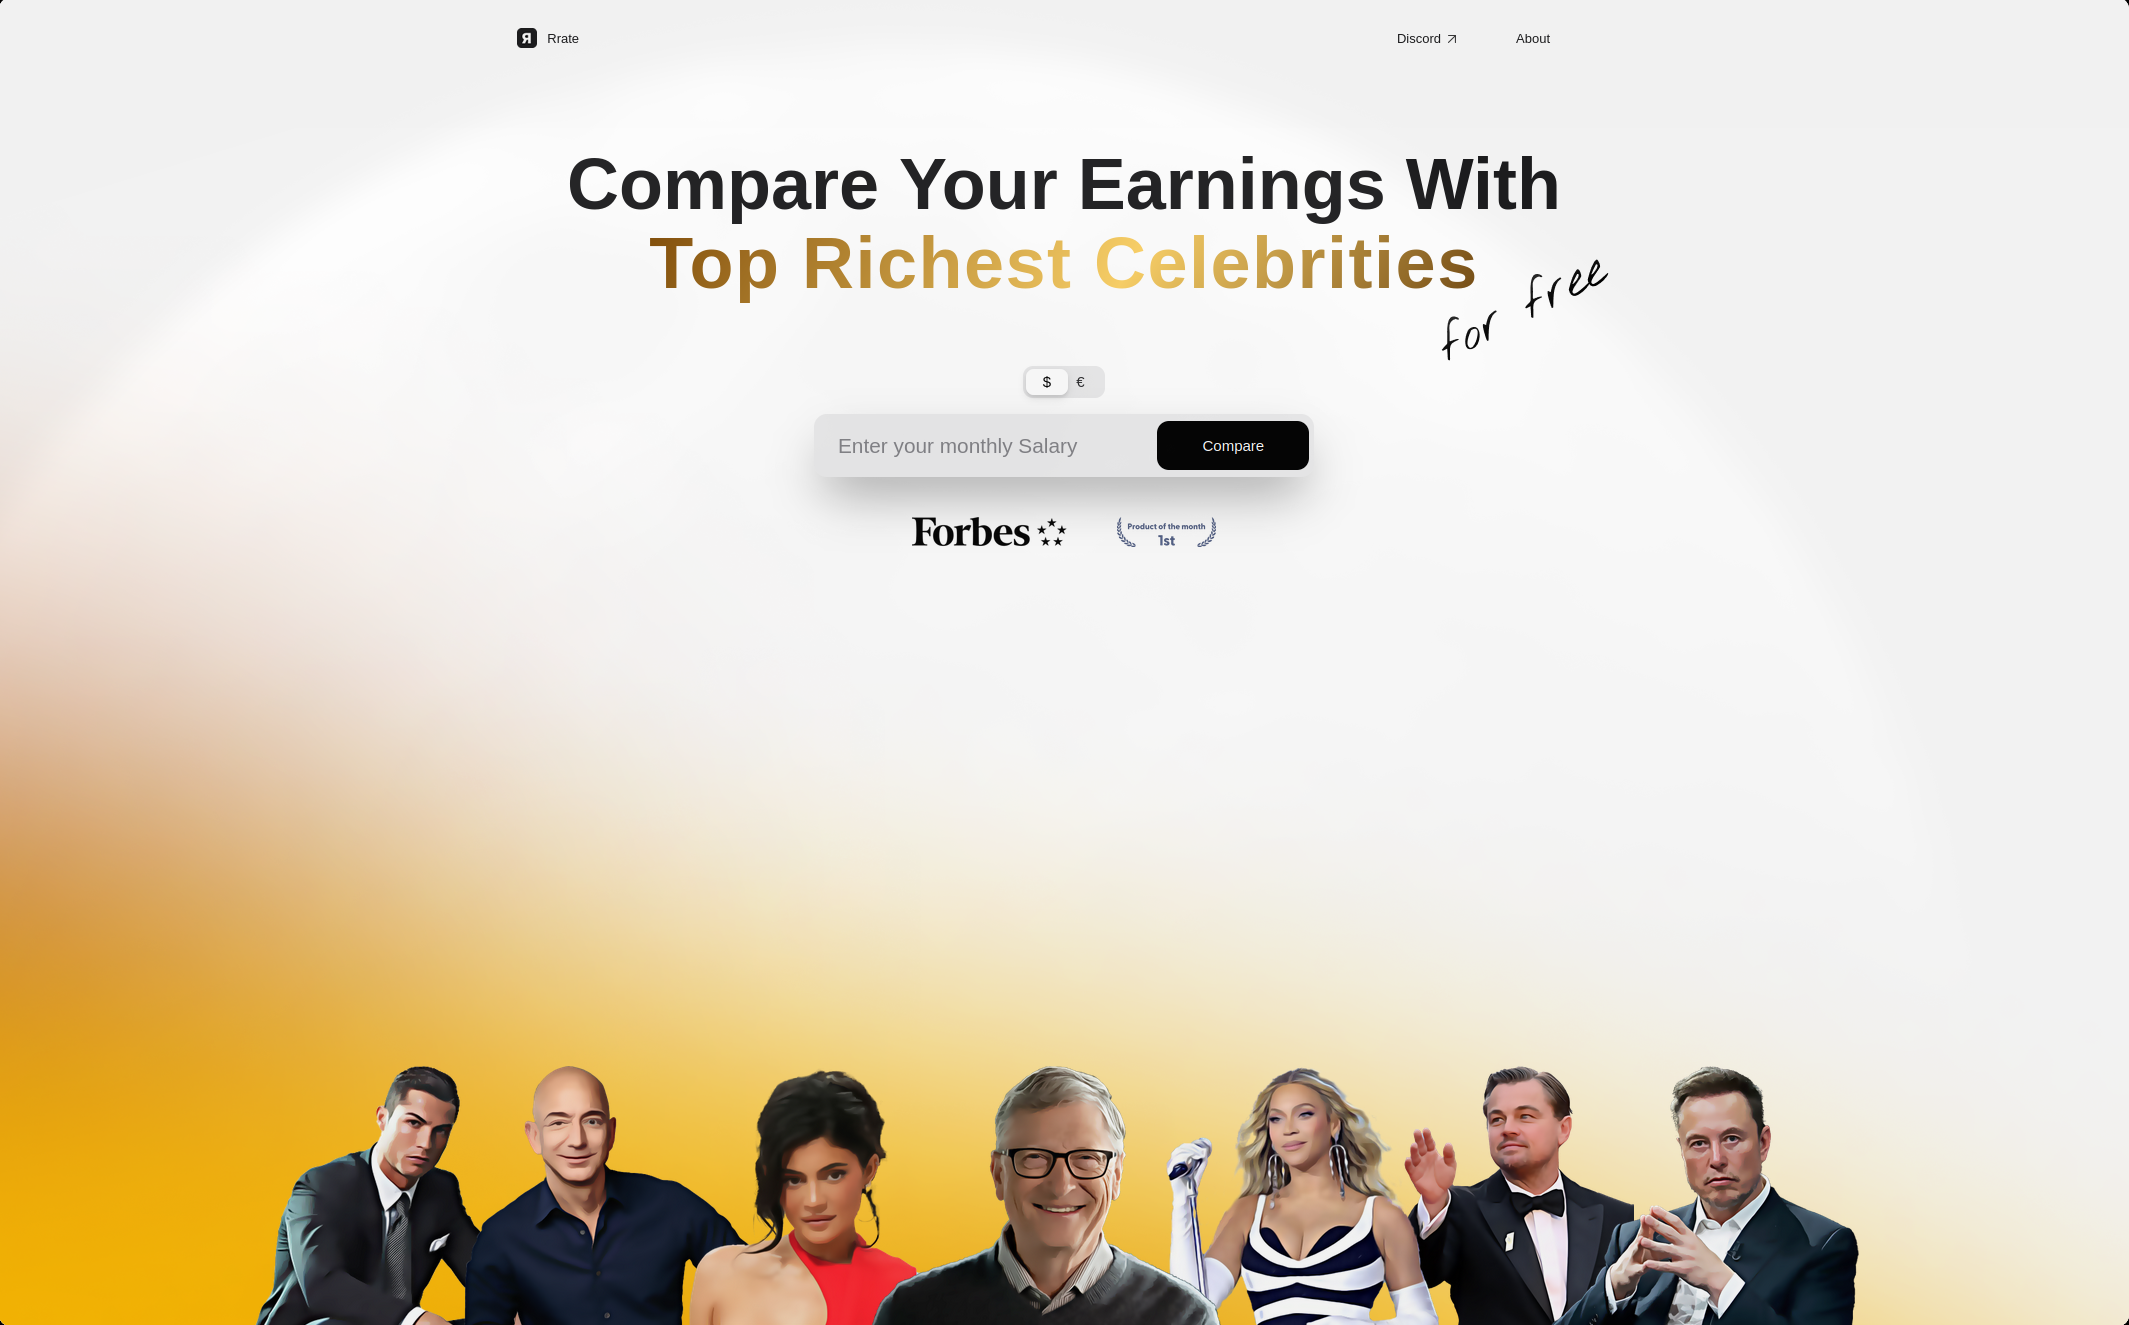 Я Rrate
Discord About
Compare Your Earnings With
Top Richest Celebrities
for free
$ €
Enter your monthly Salary
Compare
Forbes
Product of the month
1st